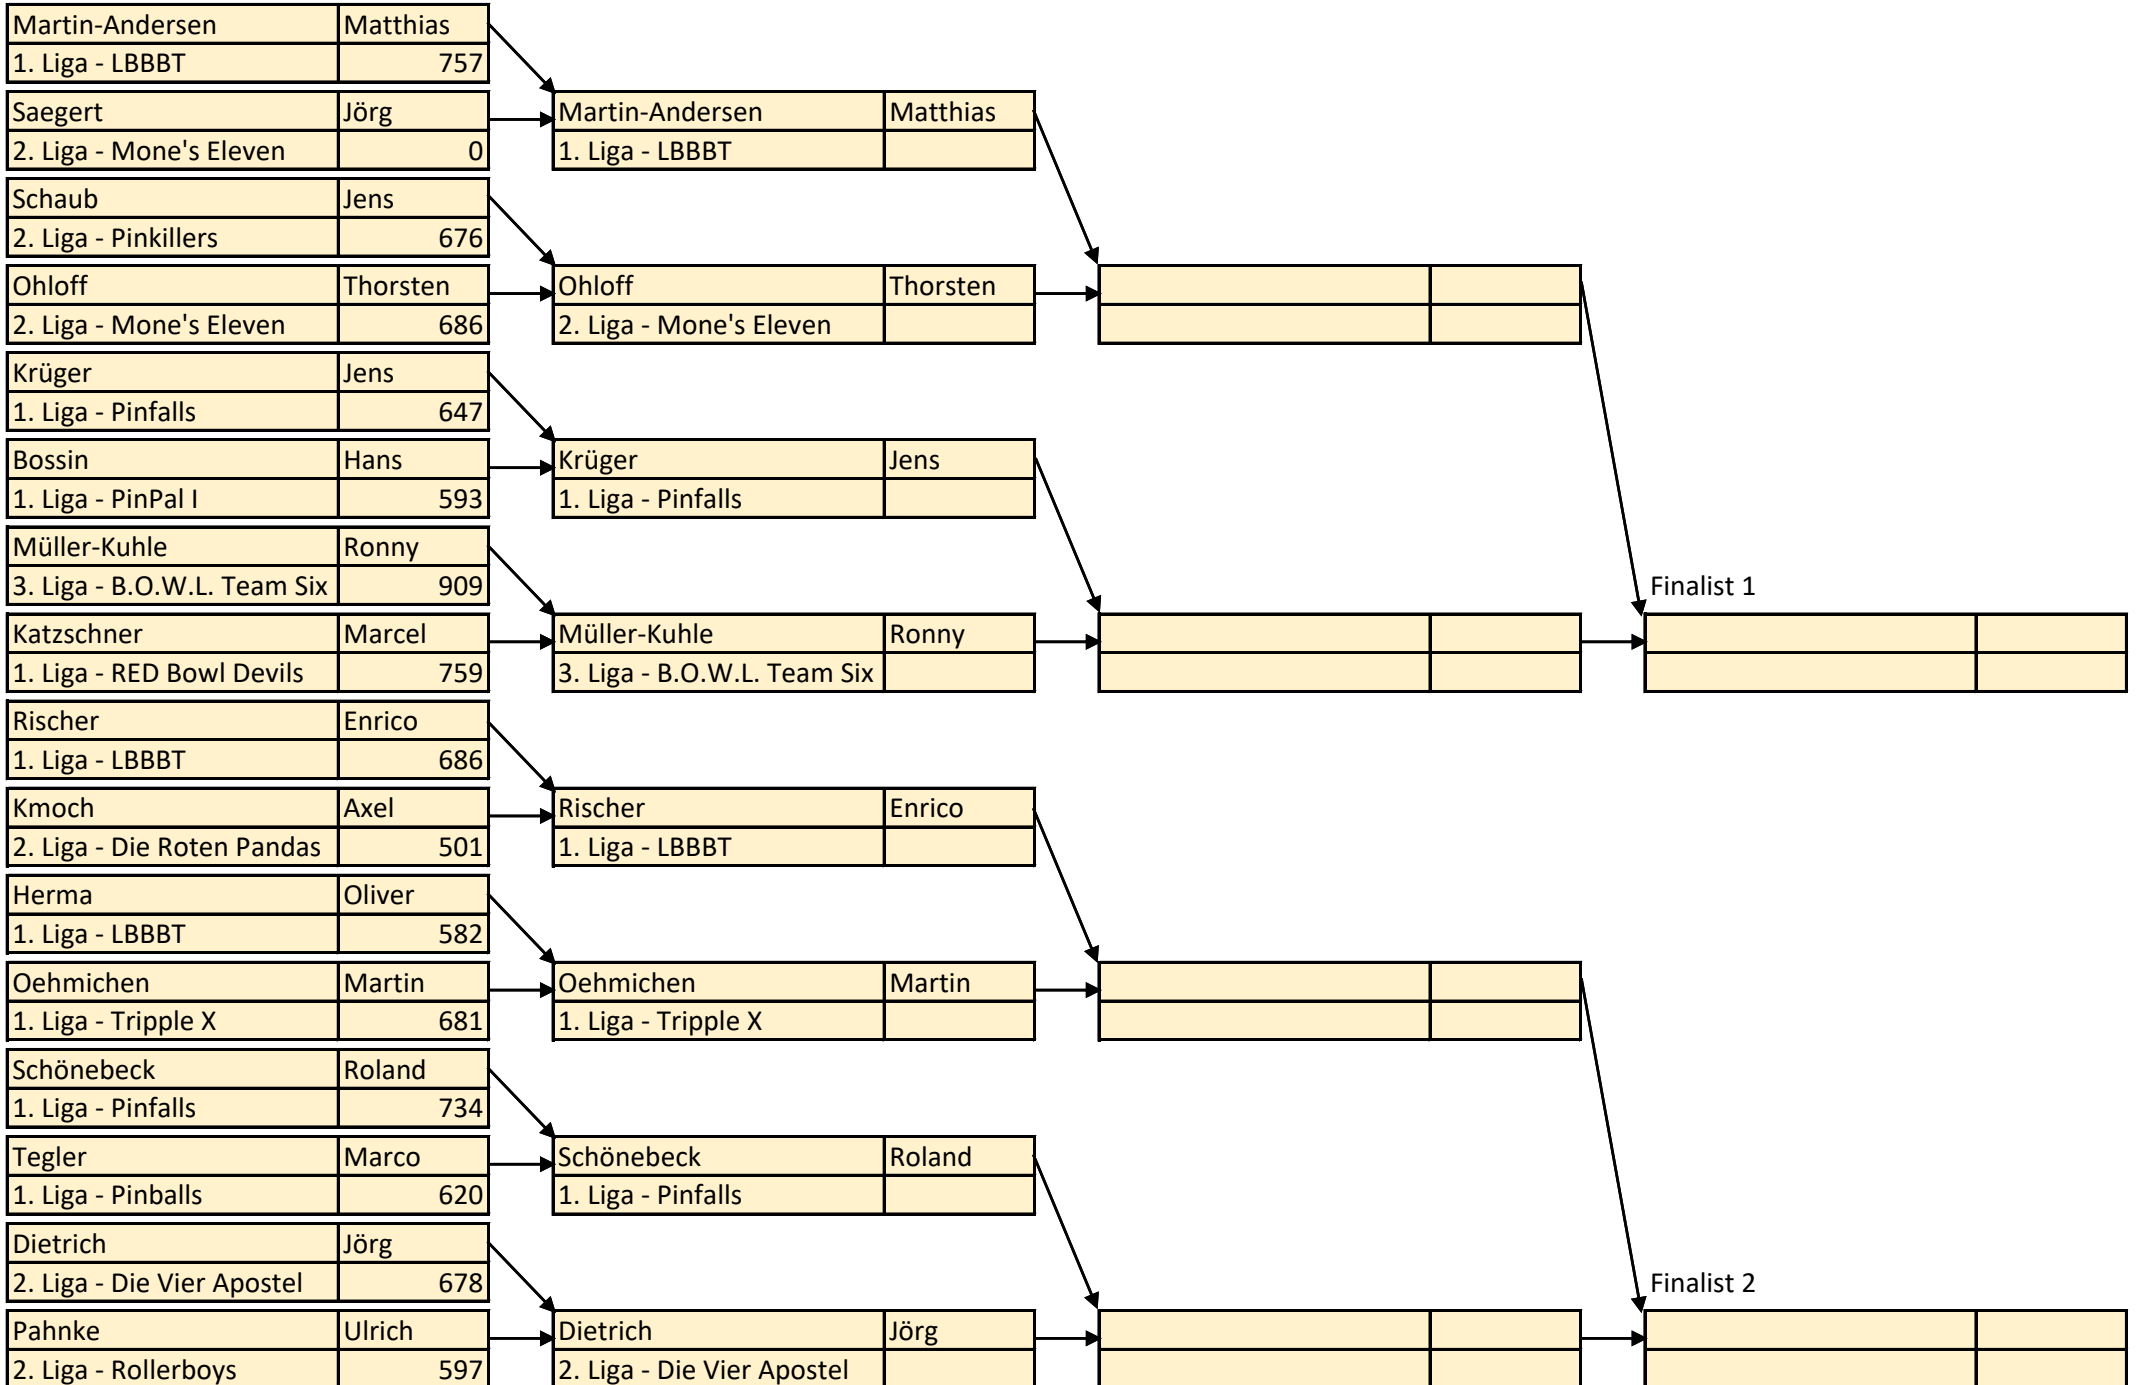 Martin-Andersen Matthias
1. Liga - LBBBT 757
Saegert Jörg Martin-Andersen Matthias
2. Liga - Mone's Eleven 0 1. Liga - LBBBT
Schaub Jens
2. Liga - Pinkillers 676
Ohloff Thorsten Ohloff Thorsten
2. Liga - Mone's Eleven 686 2. Liga - Mone's Eleven
Krüger Jens
1. Liga - Pinfalls 647
Bossin Hans Krüger Jens
1. Liga - PinPal I 593 1. Liga - Pinfalls
Müller-Kuhle Ronny
3. Liga - B.O.W.L. Team Six 909 Finalist 1
Katzschner Marcel Müller-Kuhle Ronny
1. Liga - RED Bowl Devils 759 3. Liga - B.O.W.L. Team Six
Rischer Enrico
1. Liga - LBBBT 686
Kmoch Axel Rischer Enrico
2. Liga - Die Roten Pandas 501 1. Liga - LBBBT
Herma Oliver
1. Liga - LBBBT 582
Oehmichen Martin Oehmichen Martin
1. Liga - Tripple X 681 1. Liga - Tripple X
Schönebeck Roland
1. Liga - Pinfalls 734
Tegler Marco Schönebeck Roland
1. Liga - Pinballs 620 1. Liga - Pinfalls
Dietrich Jörg
2. Liga - Die Vier Apostel 678 Finalist 2
Pahnke Ulrich Dietrich Jörg
2. Liga - Rollerboys 597 2. Liga - Die Vier Apostel